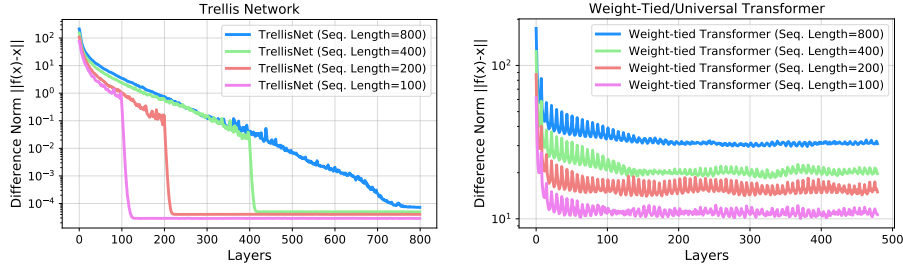 Trellis Network
Difference Norm ||f(x)-x||
10²
10¹
10⁰
10⁻¹
10⁻²
10⁻³
10⁻⁴
TrellisNet (Seq. Length=800)
TrellisNet (Seq. Length=400)
TrellisNet (Seq. Length=200)
TrellisNet (Seq. Length=100)
0 100 200 300 400 500 600 700 800
Layers
Weight-Tied/Universal Transformer
Difference Norm ||f(x)-x||
10²
10¹
Weight-tied Transformer (Seq. Length=800)
Weight-tied Transformer (Seq. Length=400)
Weight-tied Transformer (Seq. Length=200)
Weight-tied Transformer (Seq. Length=100)
0 100 200 300 400 500
Layers